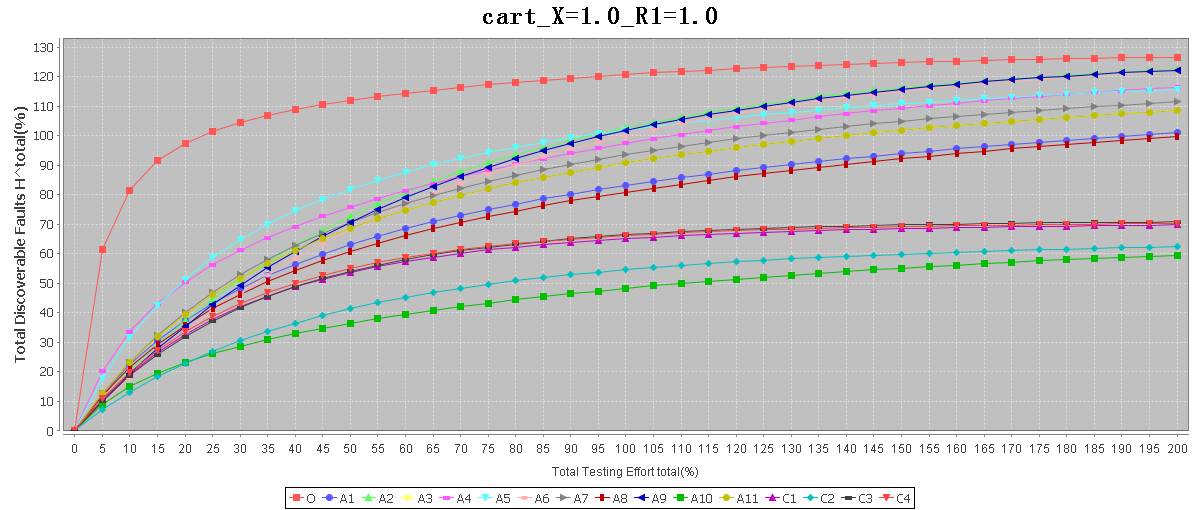 cart_X=1.0_R1=1.0
Total Discoverable Faults H^total(%)
130
120
110
100
90
80
70
60
50
40
30
20
10
0
0 5 10 15 20 25 30 35 40 45 50 55 60 65 70 75 80 85 90 95 100 105 110 115 120 125 130 135 140 145 150 155 160 165 170 175 180 185 190 195 200
Total Testing Effort total(%)
O A1 A2 A3 A4 A5 A6 A7 A8 A9 A10 A11 C1 C2 C3 C4